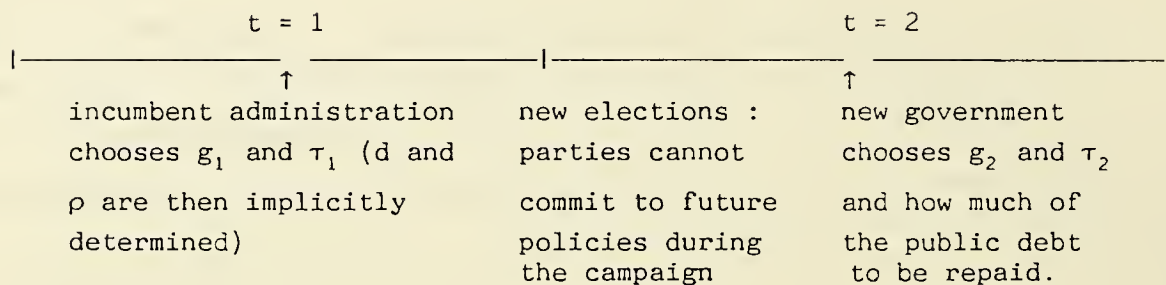 t = 1 t = 2
incumbent administration new elections : new government
chooses g₁ and τ₁ (d and parties cannot chooses g₂ and τ₂
ρ are then implicitly commit to future and how much of
determined) policies during the public debt
the campaign to be repaid.